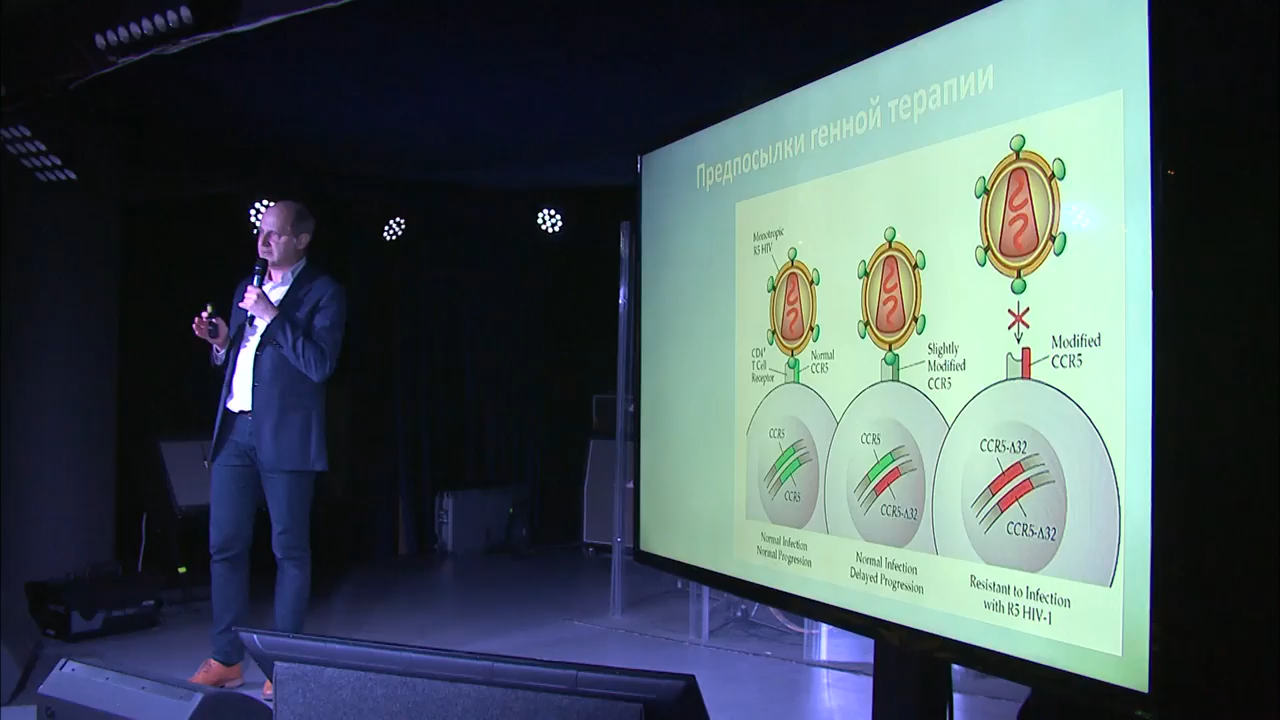 Предпосылки генной терапии
Monotropic
R5 HIV
CD4⁺
T Cell
Receptor
Normal
CCR5
Slightly
Modified
CCR5
Modified
CCR5
CCR5
CCR5
CCR5
CCR5-Δ32
CCR5-Δ32
CCR5-Δ32
Normal Infection
Normal Progression
Normal Infection
Delayed Progression
Resistant to Infection
with R5 HIV-1